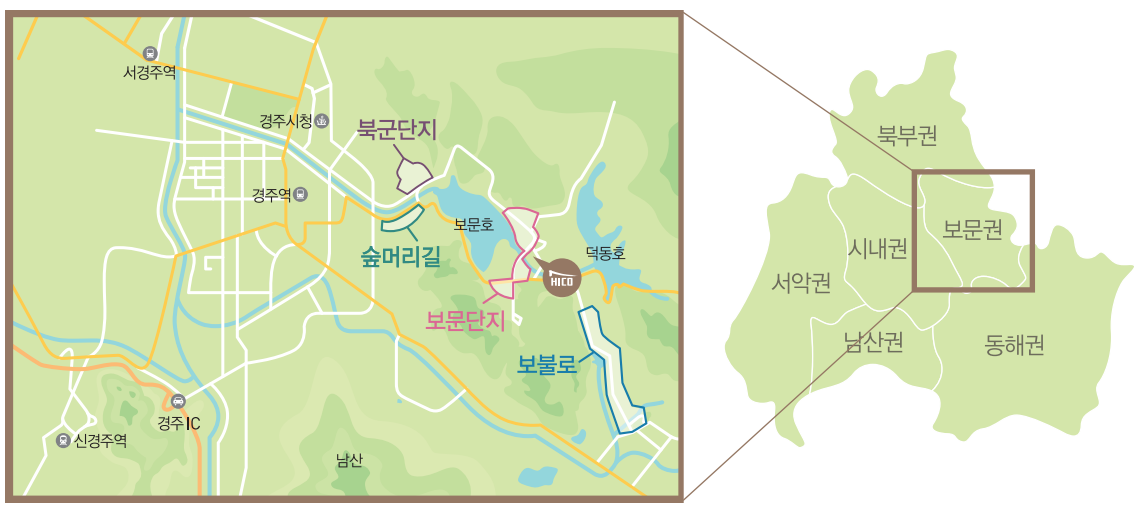 서경주역
경주시청
북군단지
경주역
보문호
숲머리길
덕동호
HICO
보문단지
보불로
경주IC
신경주역
남산
북부권
보문권
시내권
서악권
남산권
동해권